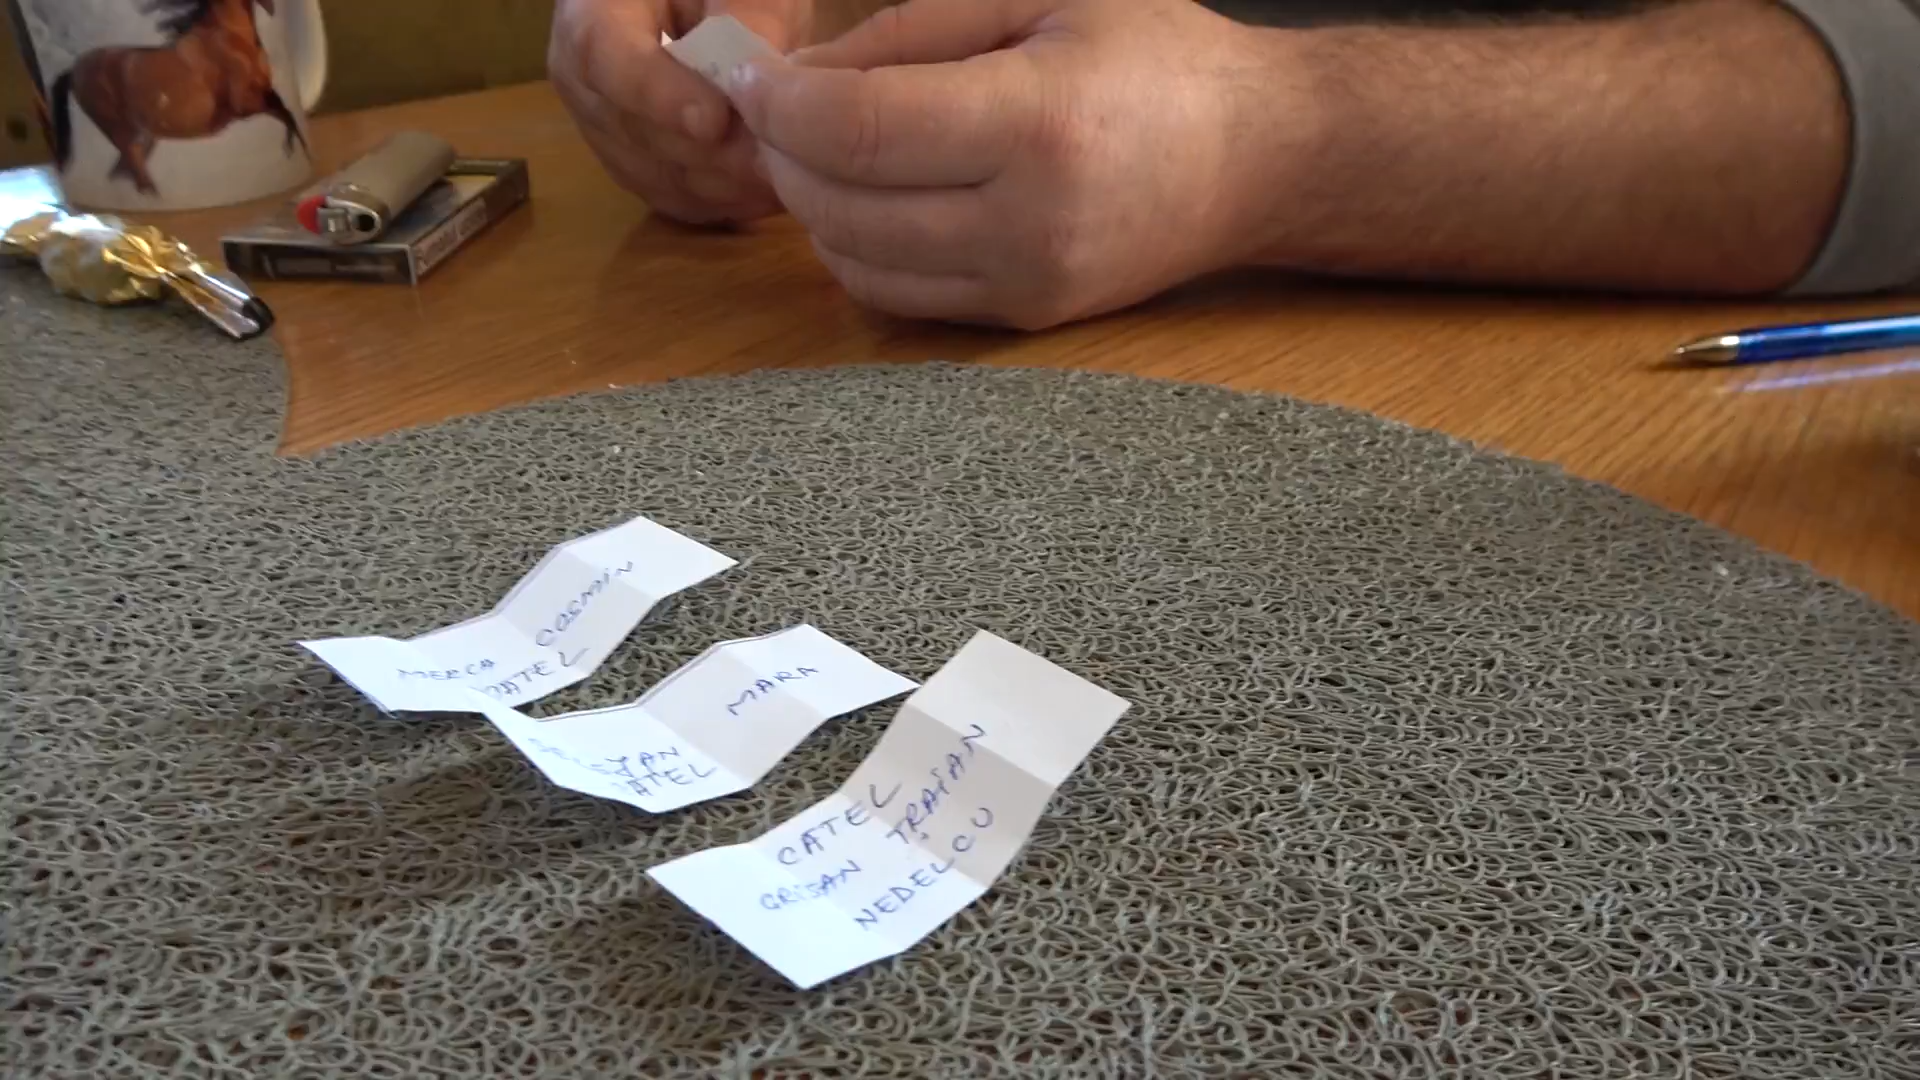 COSMIN
MERCA
CATEL
MARA
CATEL
CATEL TRAIAN
CRISAN NEDELCU